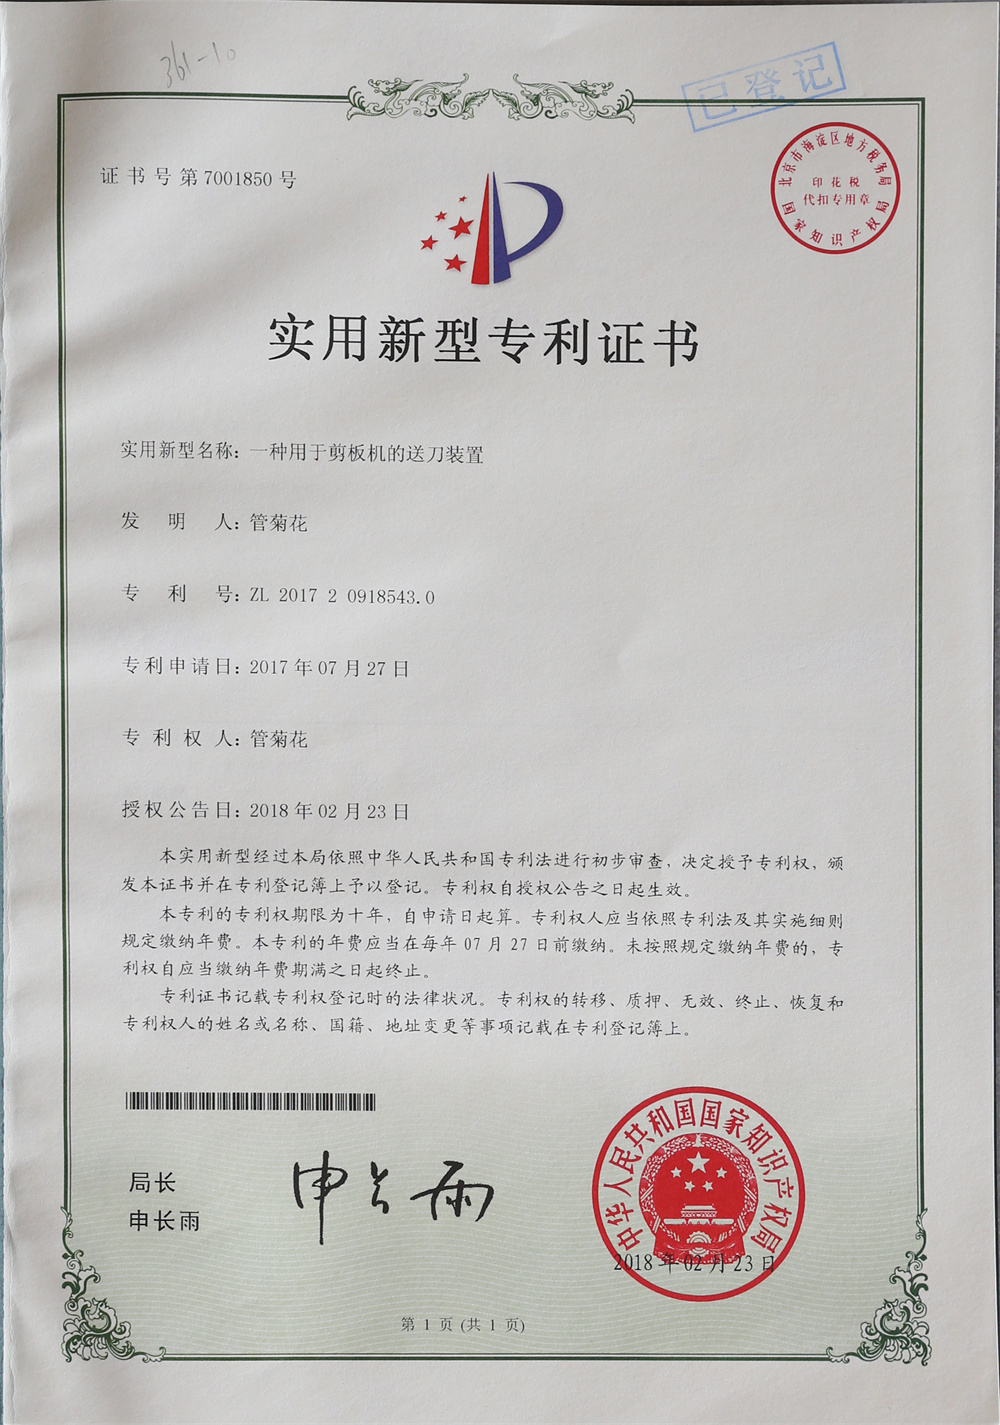 361-10
已登记
证书号第7001850号
北京市海淀区地方税务局
印花税
代扣专用章
国家知识产权局
实用新型专利证书
实用新型名称：一种用于剪板机的送刀装置
发明人：管菊花
专利号：ZL 2017 2 0918543.0
专利申请日：2017年07月27日
专利权人：管菊花
授权公告日：2018年02月23日
本实用新型经过本局依照中华人民共和国专利法进行初步审查，决定授予专利权，颁
发本证书并在专利登记簿上予以登记。专利权自授权公告之日起生效。
本专利的专利权期限为十年，自申请日起算。专利权人应当依照专利法及其实施细则
规定缴纳年费。本专利的年费应当在每年07月27日前缴纳。未按照规定缴纳年费的，专
利权自应当缴纳年费期满之日起终止。
专利证书记载专利权登记时的法律状况。专利权的转移、质押、无效、终止、恢复和
专利权人的姓名或名称、国籍、地址变更等事项记载在专利登记簿上。
局长
申长雨
申长雨
中华人民共和国国家知识产权局
2018年02月23日
第1页(共1页)